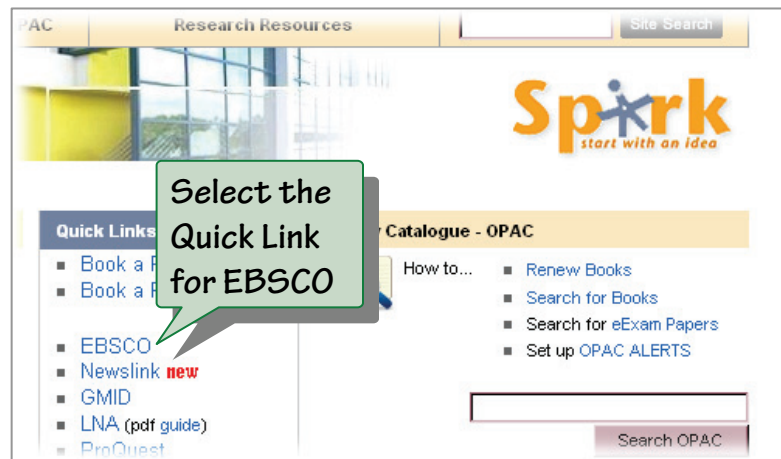 PAC Research Resources Site Search
Spark
start with an idea
Select the
Quick Link
for EBSCO
Quick Links
Catalogue - OPAC
Book a
Book a
How to...
Renew Books
Search for Books
Search for eExam Papers
Set up OPAC ALERTS
EBSCO
Newslink new
GMID
LNA (pdf guide)
ProQuest
Search OPAC